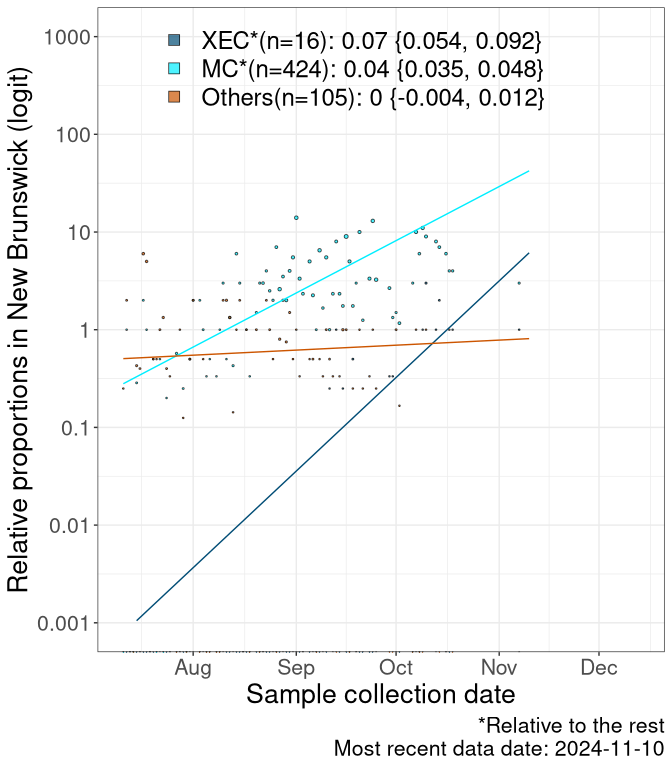 XEC*(n=16): 0.07 {0.054, 0.092}
MC*(n=424): 0.04 {0.035, 0.048}
Others(n=105): 0 {-0.004, 0.012}
Relative proportions in New Brunswick (logit)
1000
100
10
1
0.1
0.01
0.001
Aug Sep Oct Nov Dec
Sample collection date
*Relative to the rest
Most recent data date: 2024-11-10